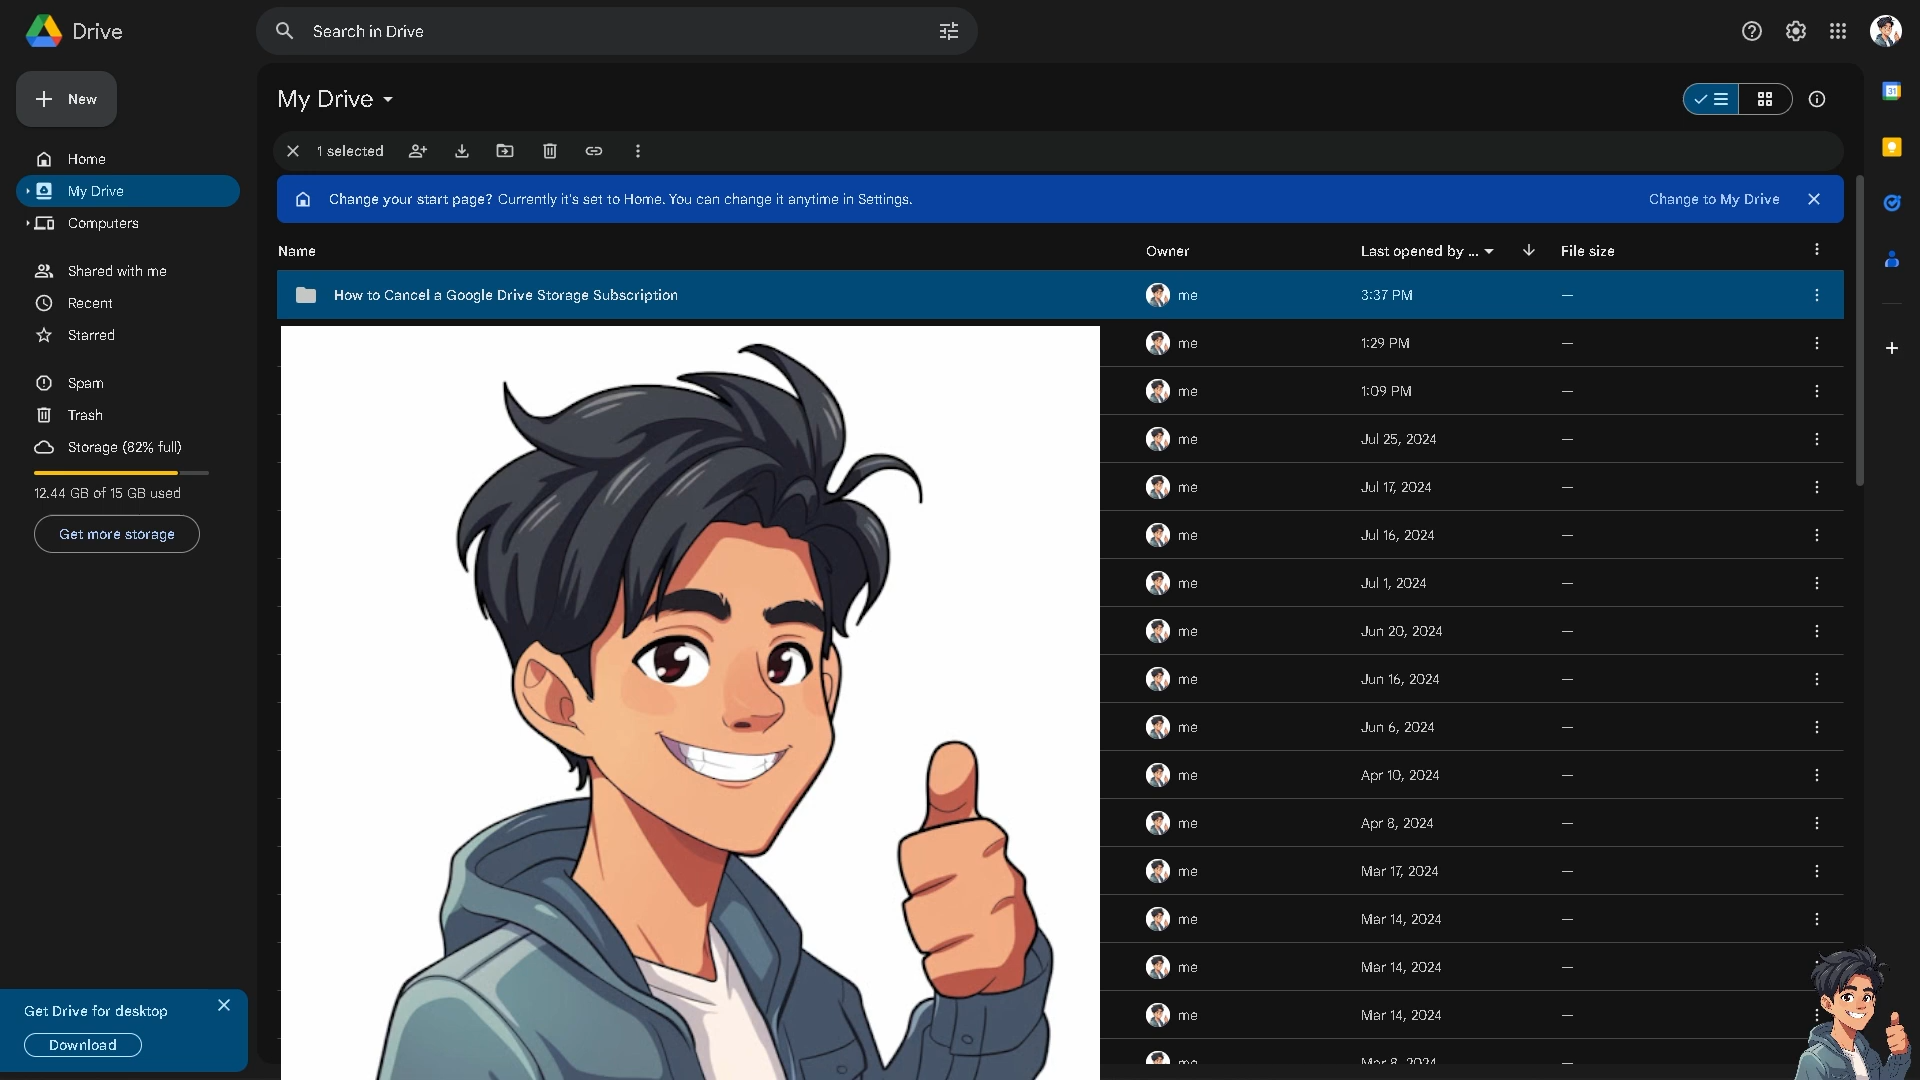 Drive
Search in Drive
New
My Drive
1 selected
Home
My Drive
Computers
Shared with me
Recent
Starred
Spam
Trash
Storage (82% full)
12.44 GB of 15 GB used
Get more storage
Get Drive for desktop
Download
Change your start page? Currently it's set to Home. You can change it anytime in Settings.
Change to My Drive
Name Owner Last opened by ... File size
How to Cancel a Google Drive Storage Subscription me 3:37 PM —
me 1:29 PM —
me 1:09 PM —
me Jul 25, 2024 —
me Jul 17, 2024 —
me Jul 16, 2024 —
me Jul 1, 2024 —
me Jun 20, 2024 —
me Jun 16, 2024 —
me Jun 6, 2024 —
me Apr 10, 2024 —
me Apr 8, 2024 —
me Mar 17, 2024 —
me Mar 14, 2024 —
me Mar 14, 2024 —
me Mar 14, 2024 —
me Mar 8, 2024 —
31